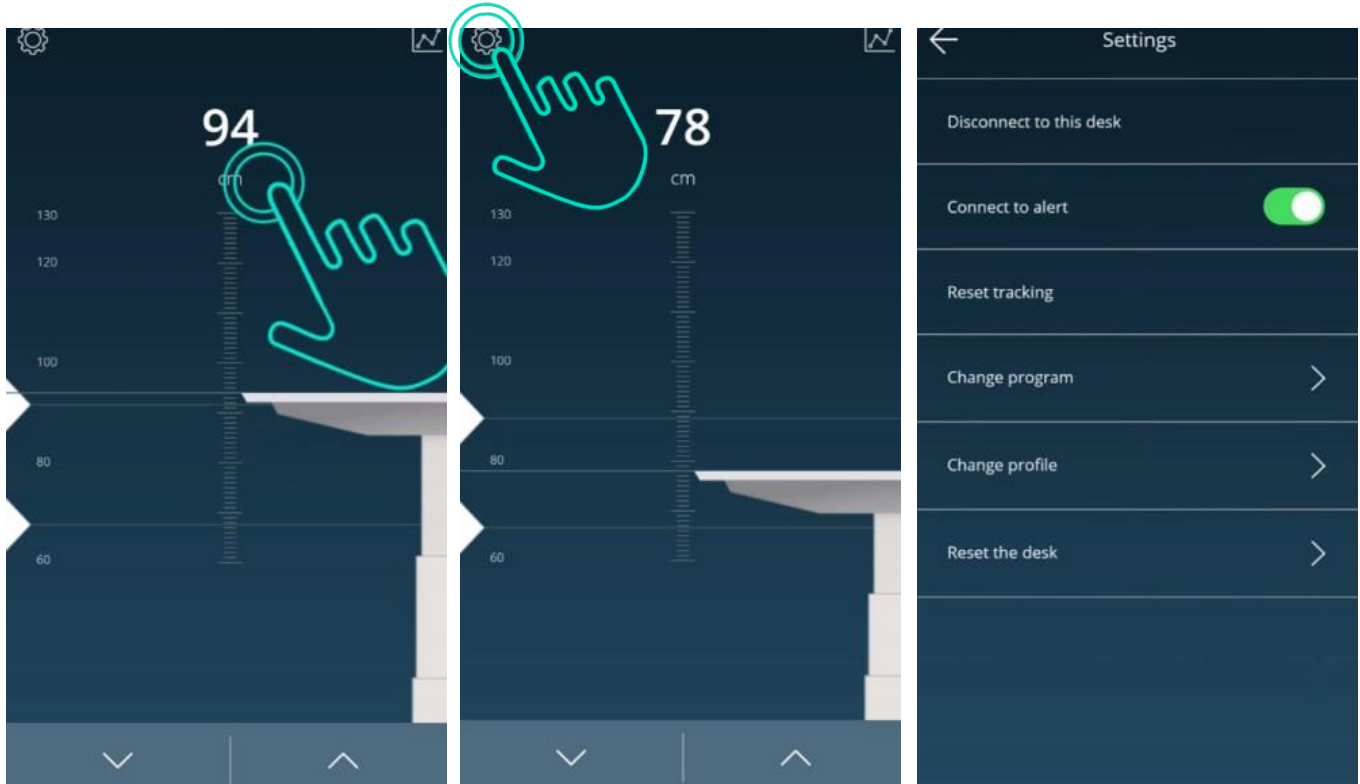 94
cm
130
120
100
80
60
78
cm
130
120
100
80
60
Settings
Disconnect to this desk
Connect to alert
Reset tracking
Change program
Change profile
Reset the desk